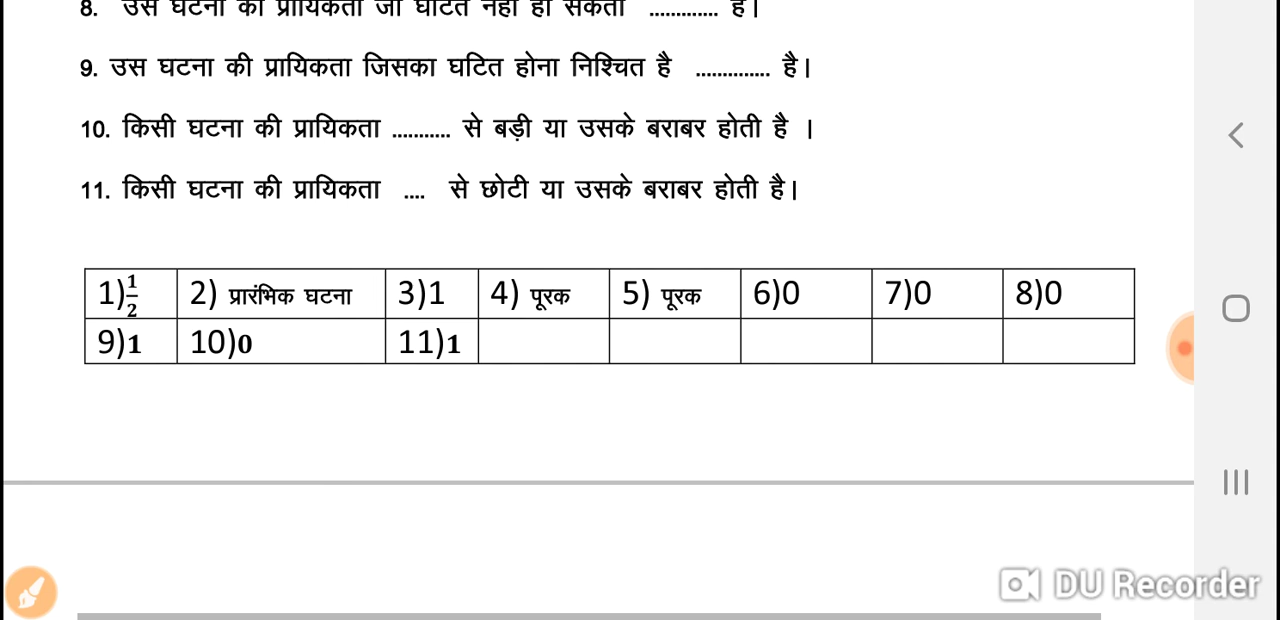 8. उस घटना की प्रायिकता जो घटित नहीं हो सकती ............. है।
9. उस घटना की प्रायिकता जिसका घटित होना निश्चित है .............. है।
10. किसी घटना की प्रायिकता ........... से बड़ी या उसके बराबर होती है ।
11. किसी घटना की प्रायिकता .... से छोटी या उसके बराबर होती है।
1)1/2 2) प्रारंभिक घटना 3)1 4) पूरक 5) पूरक 6)0 7)0 8)0
9)1 10)0 11)1
DU Recorder